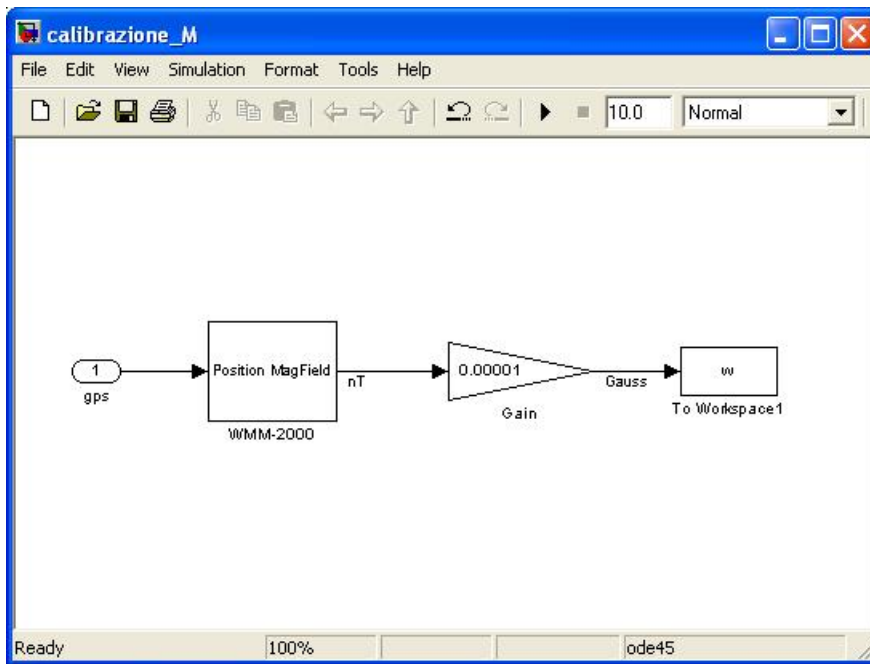 calibrazione_M
File Edit View Simulation Format Tools Help
10.0 Normal
1
gps
Position MagField
WMM-2000
nT
0.00001
Gain
Gauss
w
To Workspace1
Ready 100% ode45